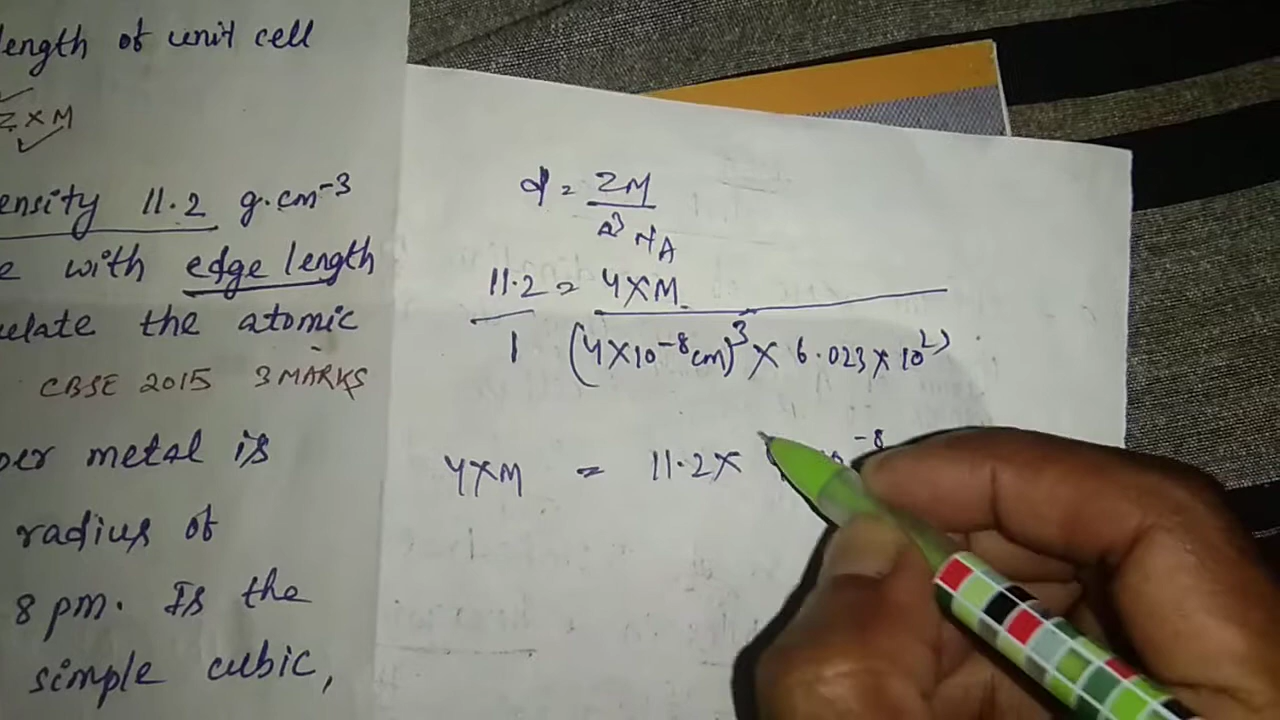 length of unit cell
Z×M
ensity 11.2 g.cm⁻³
e with edge length
ulate the atomic
CBSE 2015 3 MARKS
per metal is
radius of
8 pm. Is the
simple cubic,
d = ZM
a³ NA
11.2 = 4×M
1 (4×10⁻⁸cm)³ × 6.023×10²³
4×M = 11.2×